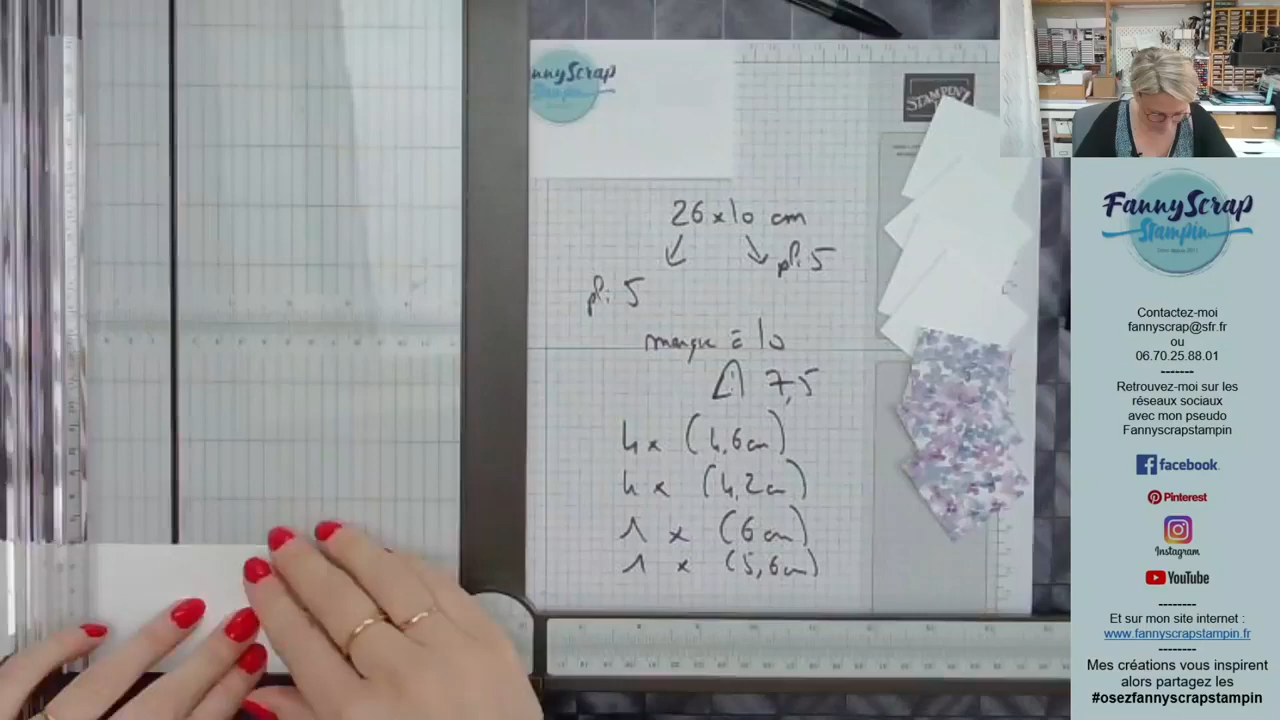 FannyScrap
Stampin
STAMPIN'
26 x 10 cm
pli 5
pli 5
marque à 10
7,5
4 x (4,6 cm)
4 x (4,2 cm)
1 x (6 cm)
1 x (5,6 cm)
FannyScrap
Stampin
Contactez-moi
fannyscrap@sfr.fr
ou
06.70.25.88.01
-------
Retrouvez-moi sur les
réseaux sociaux
avec mon pseudo
Fannyscrapstampin
facebook
Pinterest
Instagram
YouTube
--------
Et sur mon site internet :
www.fannyscrapstampin.fr
--------
Mes créations vous inspirent
alors partagez les
#osezfannyscrapstampin